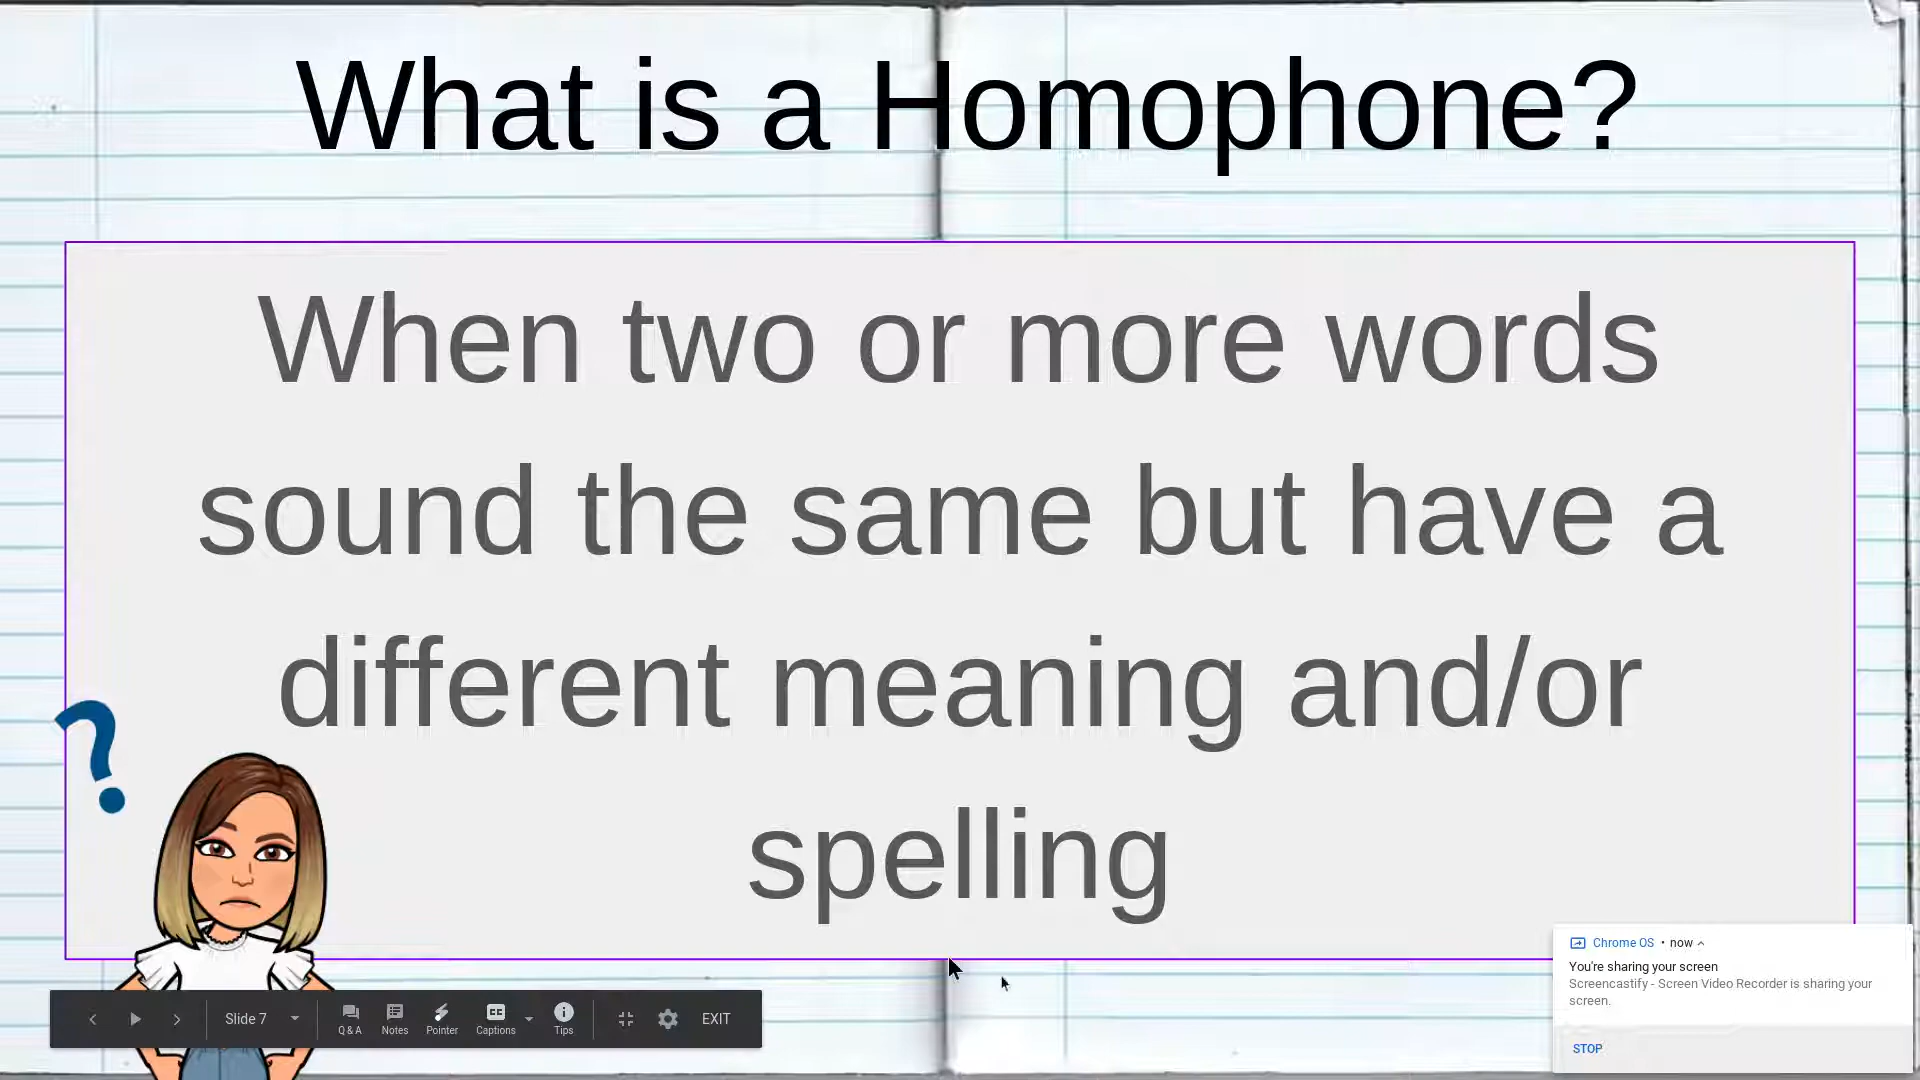 What is a Homophone?
When two or more words
sound the same but have a
different meaning and/or
spelling
?
Chrome OS • now
You're sharing your screen
Screencastify - Screen Video Recorder is sharing your
screen.
STOP
Slide 7
Q & A
Notes
Pointer
CC
Captions
Tips
EXIT